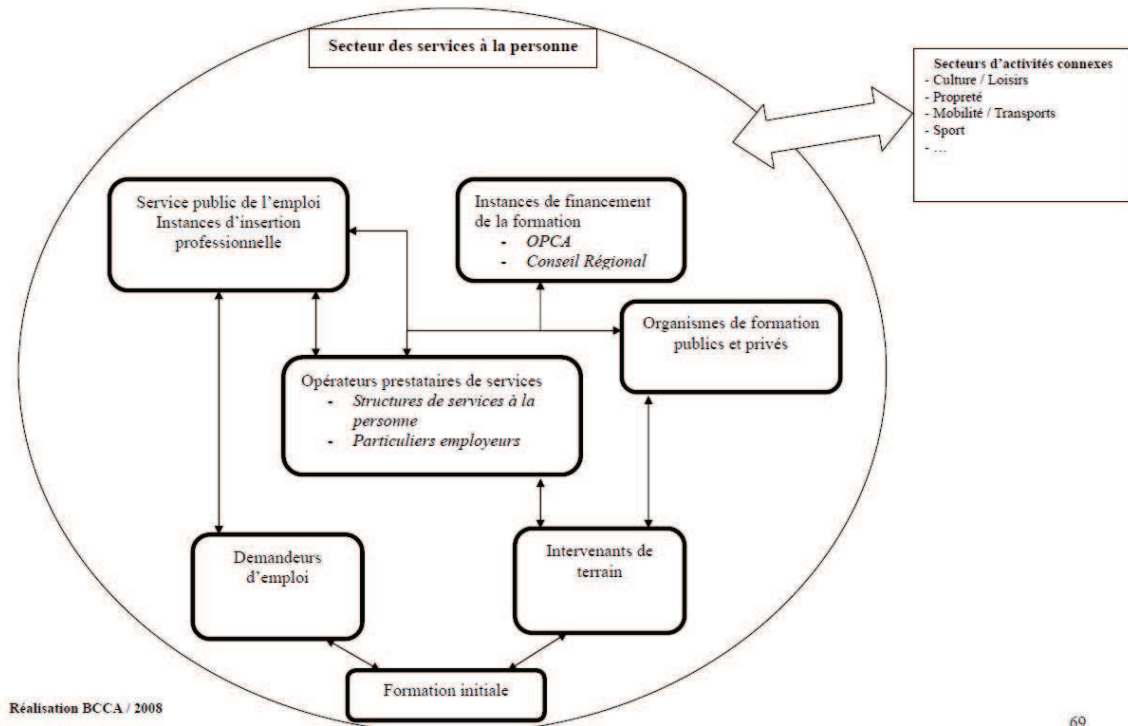 Secteur des services à la personne
Secteurs d'activités connexes
- Culture / Loisirs
- Propreté
- Mobilité / Transports
- Sport
- …
Service public de l'emploi
Instances d'insertion
professionnelle
Instances de financement
de la formation
- OPCA
- Conseil Régional
Organismes de formation
publics et privés
Opérateurs prestataires de services
- Structures de services à la
personne
- Particuliers employeurs
Demandeurs
d'emploi
Intervenants de
terrain
Formation initiale
Réalisation BCCA / 2008
69